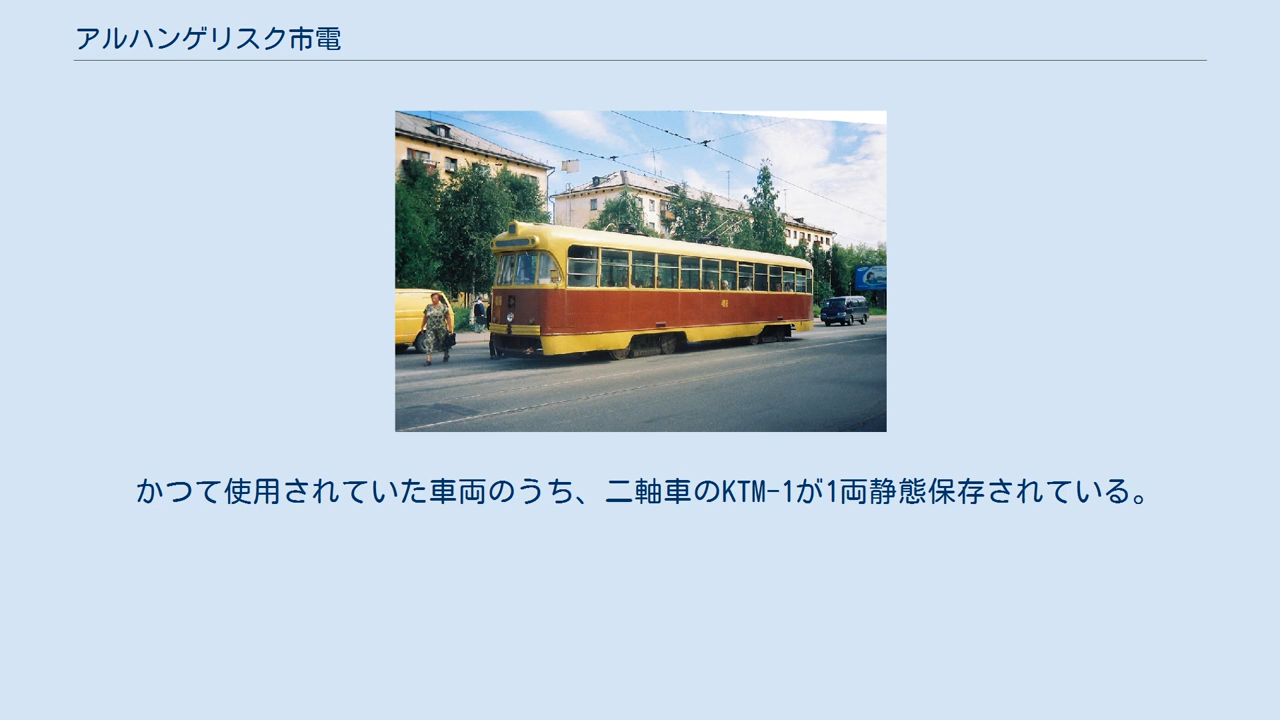 アルハンゲリスク市電
かつて使用されていた車両のうち、二軸車のKTM-1が1両静態保存されている。